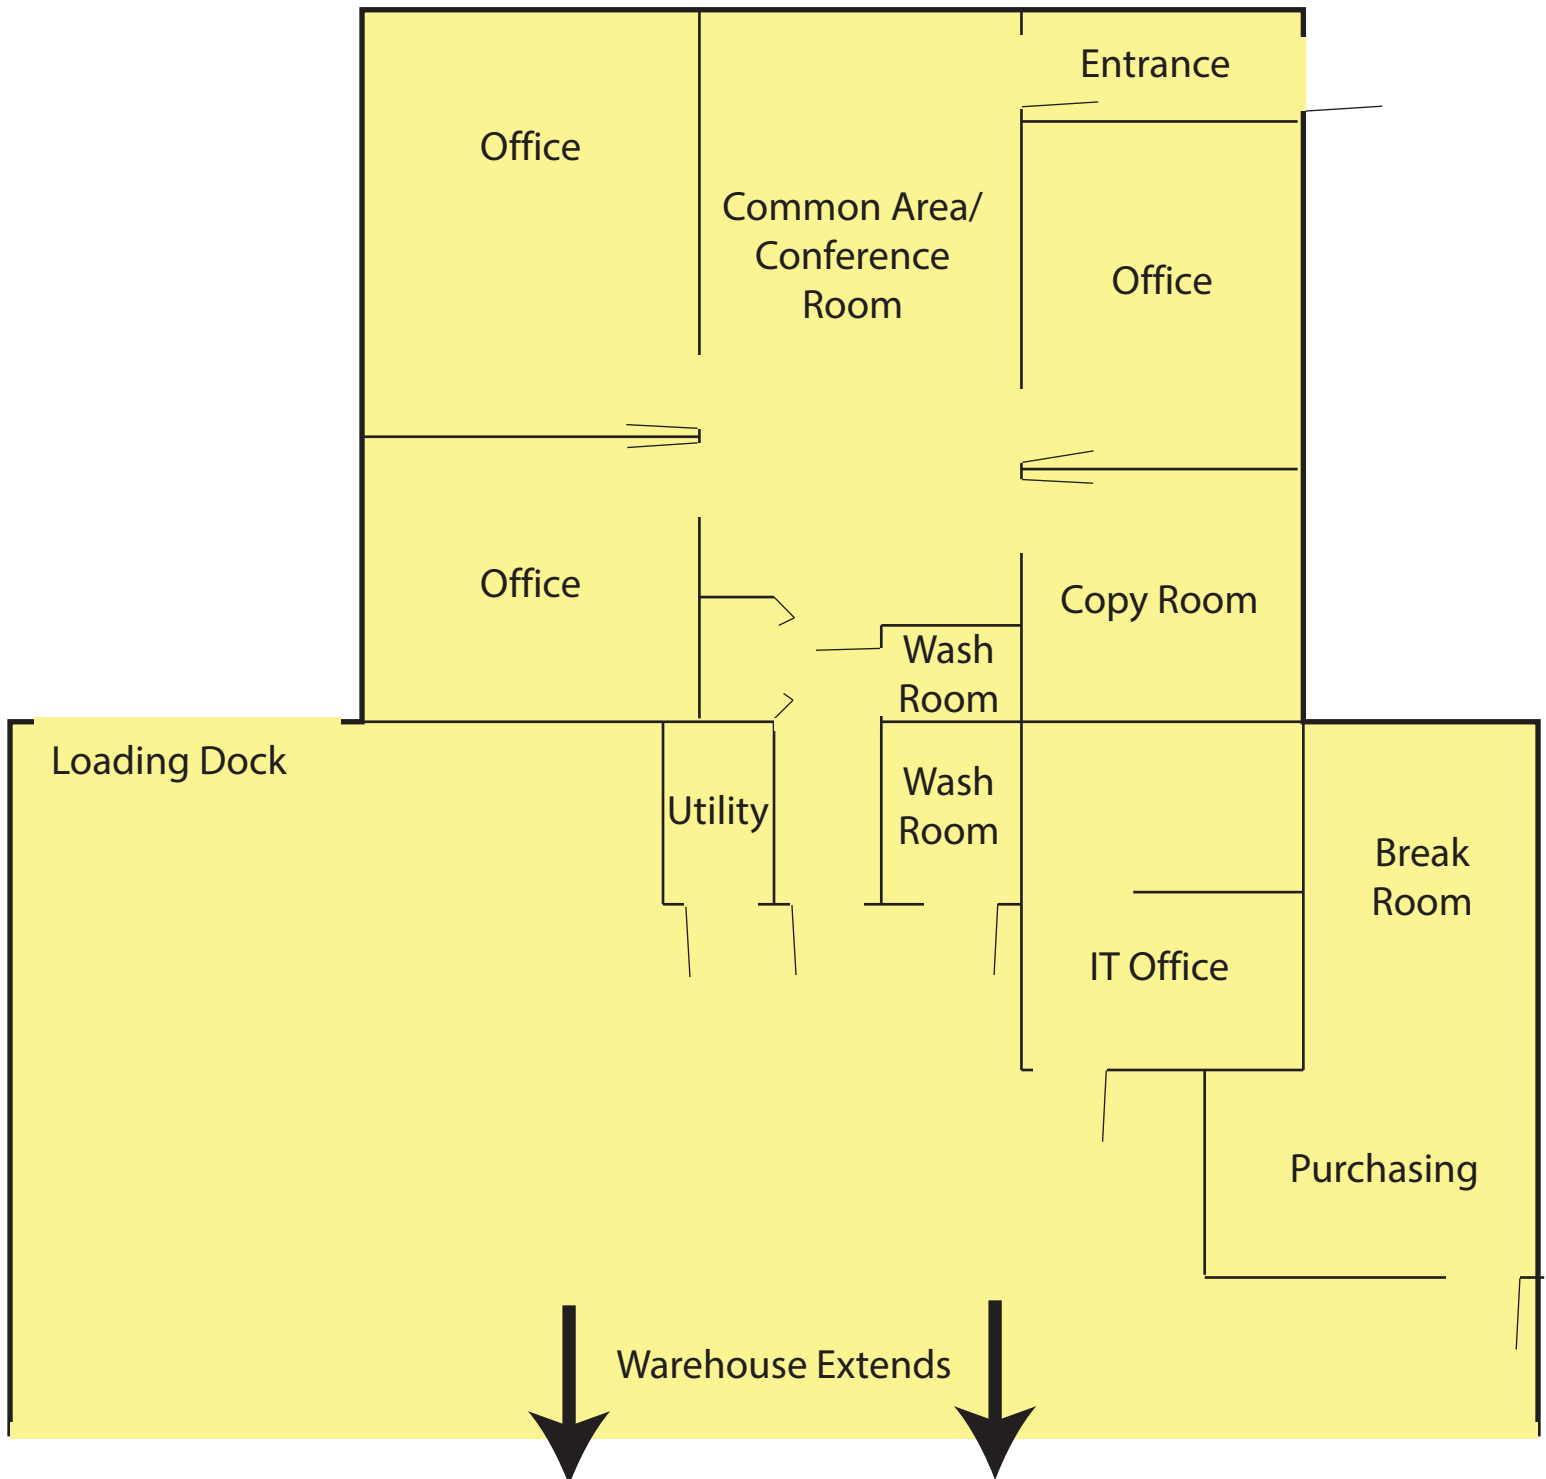 Entrance
Office
Common Area/
Conference
Room
Office
Office
Copy Room
Wash
Room
Loading Dock
Utility
Wash
Room
Break
Room
IT Office
Purchasing
Warehouse Extends